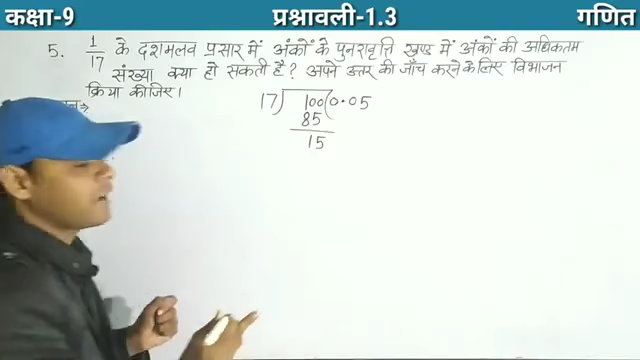 कक्षा-9 प्रश्नावली-1.3 गणित
5. 1/17 के दशमलव प्रसार में अंकों के पुनरावृत्ति खण्ड में अंकों की अधिकतम
संख्या क्या हो सकती है? अपने उत्तर की जाँच करने के लिए विभाजन
क्रिया कीजिए।
17) 100 (0.05
85
15